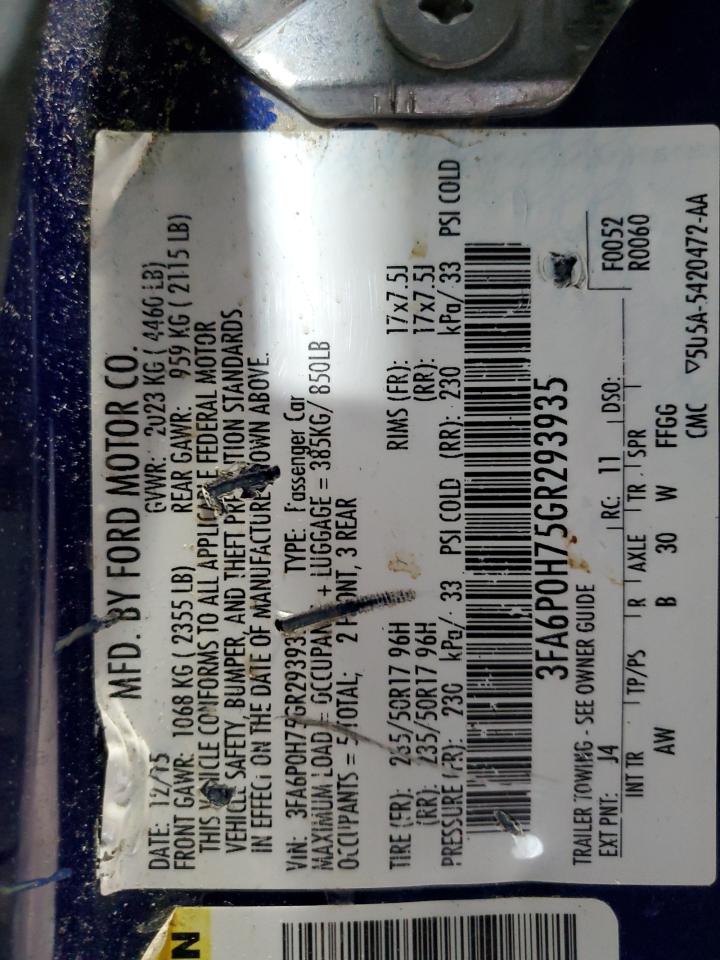 MFD. BY FORD MOTOR CO.
DATE: 12/15 GVWR: 2023 KG ( 4460 LB)
FRONT GAWR: 1068 KG ( 2355 LB) REAR GAWR: 959 KG ( 2115 LB)
THIS VEHICLE CONFORMS TO ALL APPLICABLE FEDERAL MOTOR
VEHICLE SAFETY, BUMPER, AND THEFT PREVENTION STANDARDS
IN EFFECT ON THE DATE OF MANUFACTURE SHOWN ABOVE.
VIN: 3FA6P0H75GR293935 TYPE: Passenger Car
MAXIMUM LOAD = OCCUPANTS + LUGGAGE = 385KG/ 850LB
OCCUPANTS = 5 TOTAL; 2 FRONT, 3 REAR
TIRE (FR): 235/50R17 96H RIMS (FR): 17x7.5J
(RR): 235/50R17 96H (RR): 17x7.5J
PRESSURE (FR): 230 kPa/ 33 PSI COLD (RR): 230 kPa/ 33 PSI COLD
3FA6P0H75GR293935
TRAILER TOWING - SEE OWNER GUIDE
EXT PNT: J4 RC: 11 DSO: F0052
R0060
INT TR TP/PS R AXLE TR SPR
AW B 30 W FFGG
CMC ▽5U5A-5420472-AA
N